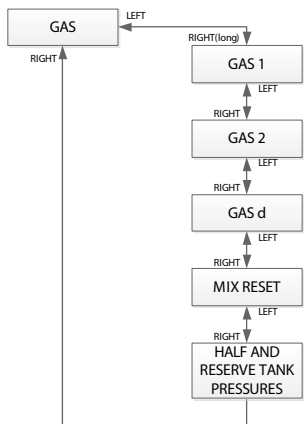 GAS
LEFT
RIGHT(long)
RIGHT
GAS 1
LEFT
RIGHT
GAS 2
LEFT
RIGHT
GAS d
LEFT
RIGHT
MIX RESET
LEFT
RIGHT
HALF AND
RESERVE TANK
PRESSURES